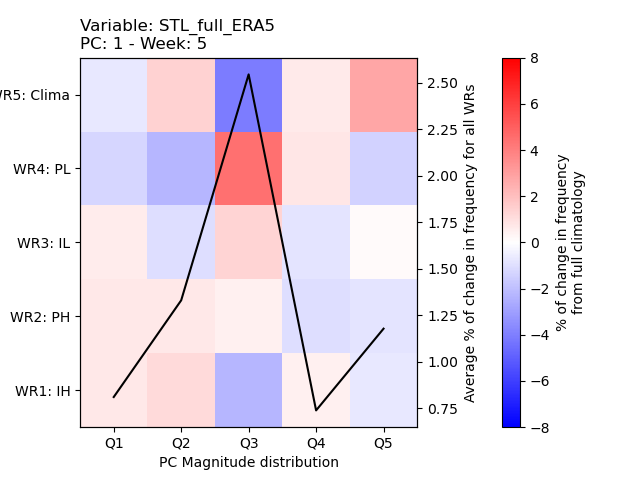 Variable: STL_full_ERA5
PC: 1 - Week: 5
WR5: Clima
WR4: PL
WR3: IL
WR2: PH
WR1: IH
Q1 Q2 Q3 Q4 Q5
PC Magnitude distribution
2.50
2.25
2.00
1.75
1.50
1.25
1.00
0.75
Average % of change in frequency for all WRs
8
6
4
2
0
−2
−4
−6
−8
% of change in frequency
from full climatology